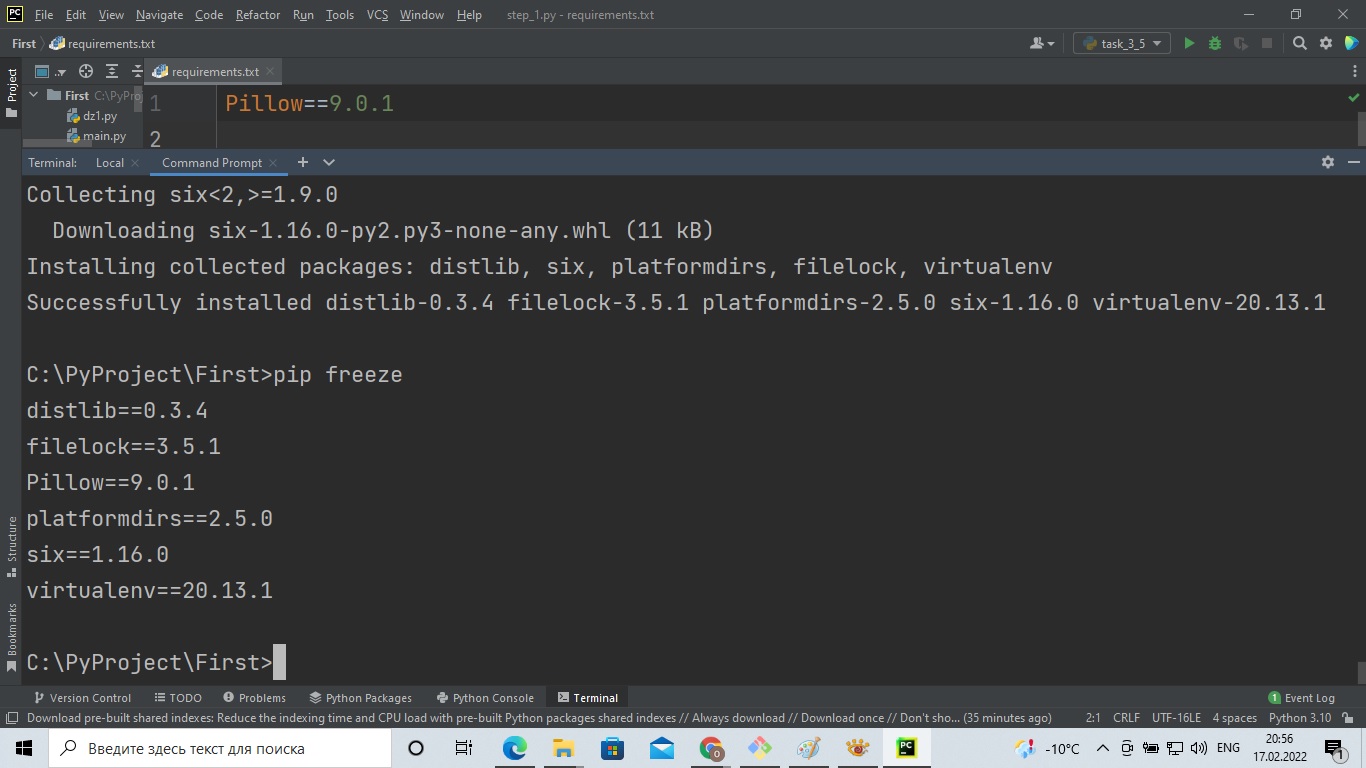 PC File Edit View Navigate Code Refactor Run Tools VCS Window Help step_1.py - requirements.txt
First requirements.txt task_3_5
Project .. requirements.txt
First C:\PyProj
dz1.py
main.py
1 Pillow==9.0.1
2
Terminal: Local Command Prompt
Collecting six<2,>=1.9.0
Downloading six-1.16.0-py2.py3-none-any.whl (11 kB)
Installing collected packages: distlib, six, platformdirs, filelock, virtualenv
Successfully installed distlib-0.3.4 filelock-3.5.1 platformdirs-2.5.0 six-1.16.0 virtualenv-20.13.1
C:\PyProject\First>pip freeze
distlib==0.3.4
filelock==3.5.1
Pillow==9.0.1
platformdirs==2.5.0
six==1.16.0
virtualenv==20.13.1
C:\PyProject\First>
Structure
Bookmarks
Version Control TODO Problems Python Packages Python Console Terminal 1 Event Log
Download pre-built shared indexes: Reduce the indexing time and CPU load with pre-built Python packages shared indexes // Always download // Download once // Don't sho... (35 minutes ago) 2:1 CRLF UTF-16LE 4 spaces Python 3.10
Введите здесь текст для поиска PC -10°C ENG 20:56
17.02.2022 1